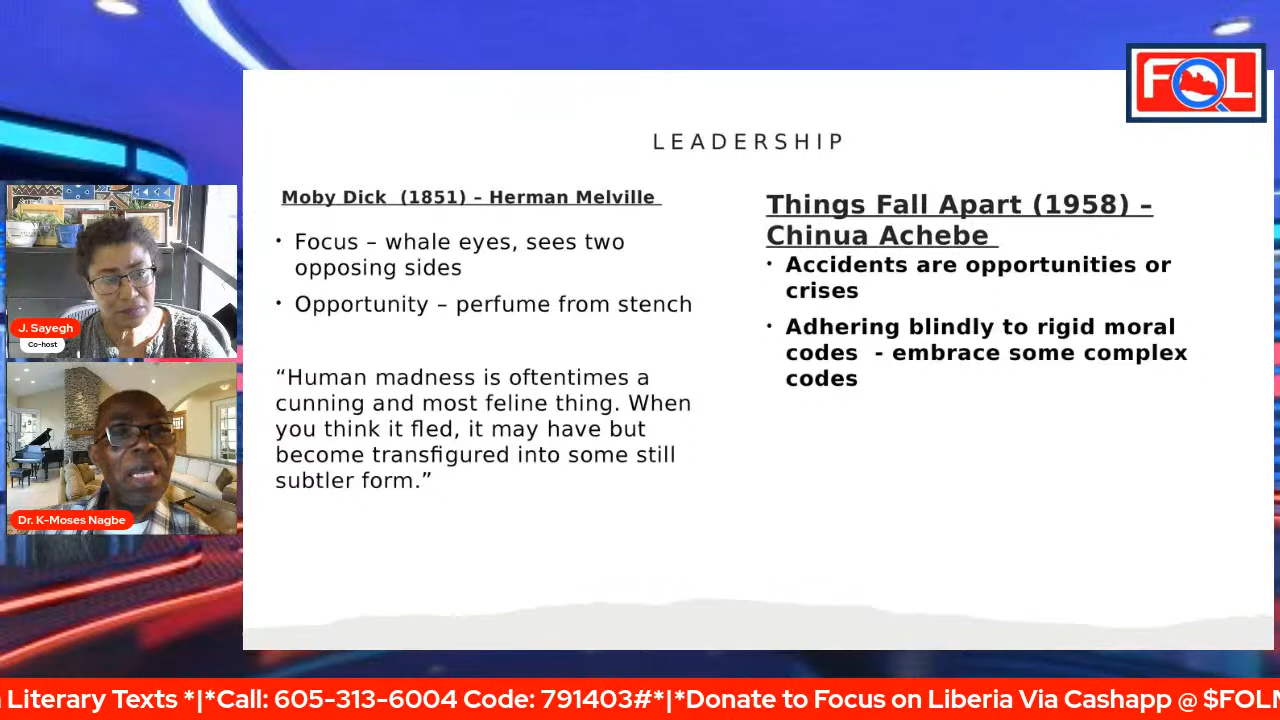 FOL
LEADERSHIP
Moby Dick (1851) – Herman Melville
• Focus – whale eyes, sees two
opposing sides
• Opportunity – perfume from stench
“Human madness is oftentimes a
cunning and most feline thing. When
you think it fled, it may have but
become transfigured into some still
subtler form.”
Things Fall Apart (1958) –
Chinua Achebe
• Accidents are opportunities or
crises
• Adhering blindly to rigid moral
codes - embrace some complex
codes
J. Sayegh
Co-host
Dr. K-Moses Nagbe
Literary Texts *|*Call: 605-313-6004 Code: 791403#*|*Donate to Focus on Liberia Via Cashapp @ $FOL